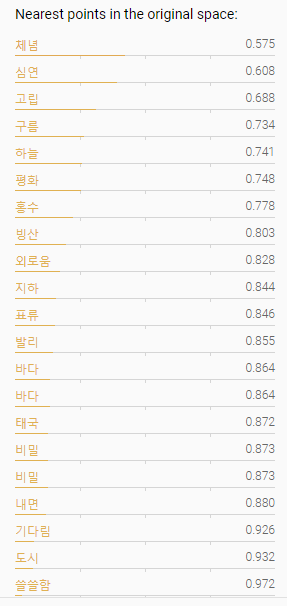 Nearest points in the original space:
체념 0.575
심연 0.608
고립 0.688
구름 0.734
하늘 0.741
평화 0.748
홍수 0.778
빙산 0.803
외로움 0.828
지하 0.844
표류 0.846
발리 0.855
바다 0.864
바다 0.864
태국 0.872
비밀 0.873
비밀 0.873
내면 0.880
기다림 0.926
도시 0.932
쓸쓸함 0.972